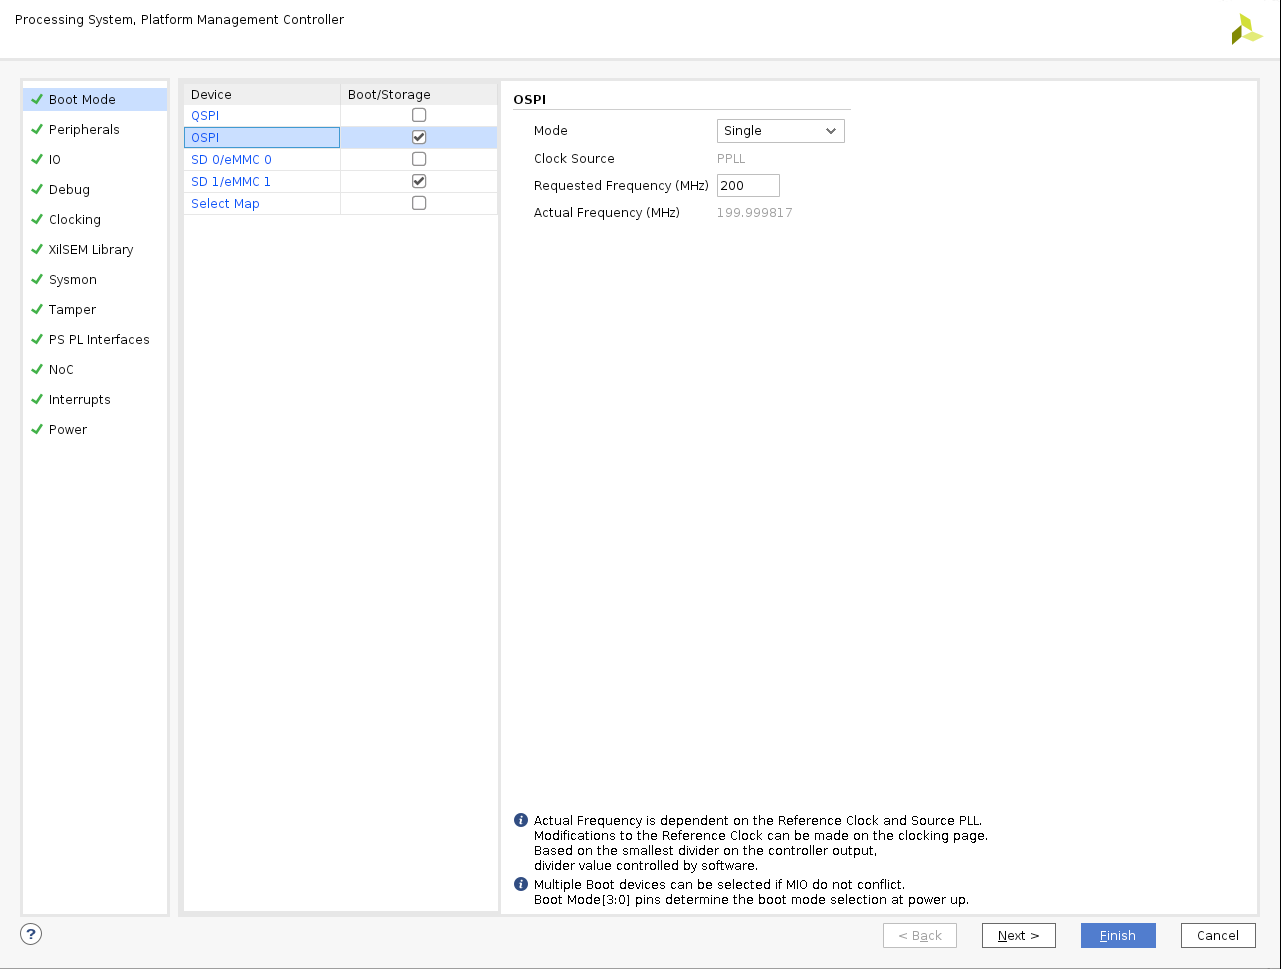 Processing System, Platform Management Controller
Boot Mode
Peripherals
IO
Debug
Clocking
XilSEM Library
Sysmon
Tamper
PS PL Interfaces
NoC
Interrupts
Power
Device Boot/Storage
QSPI
OSPI
SD 0/eMMC 0
SD 1/eMMC 1
Select Map
OSPI
Mode Single
Clock Source PPLL
Requested Frequency (MHz) 200
Actual Frequency (MHz) 199.999817
Actual Frequency is dependent on the Reference Clock and Source PLL.
Modifications to the Reference Clock can be made on the clocking page.
Based on the smallest divider on the controller output,
divider value controlled by software.
Multiple Boot devices can be selected if MIO do not conflict.
Boot Mode[3:0] pins determine the boot mode selection at power up.
? < Back Next > Finish Cancel